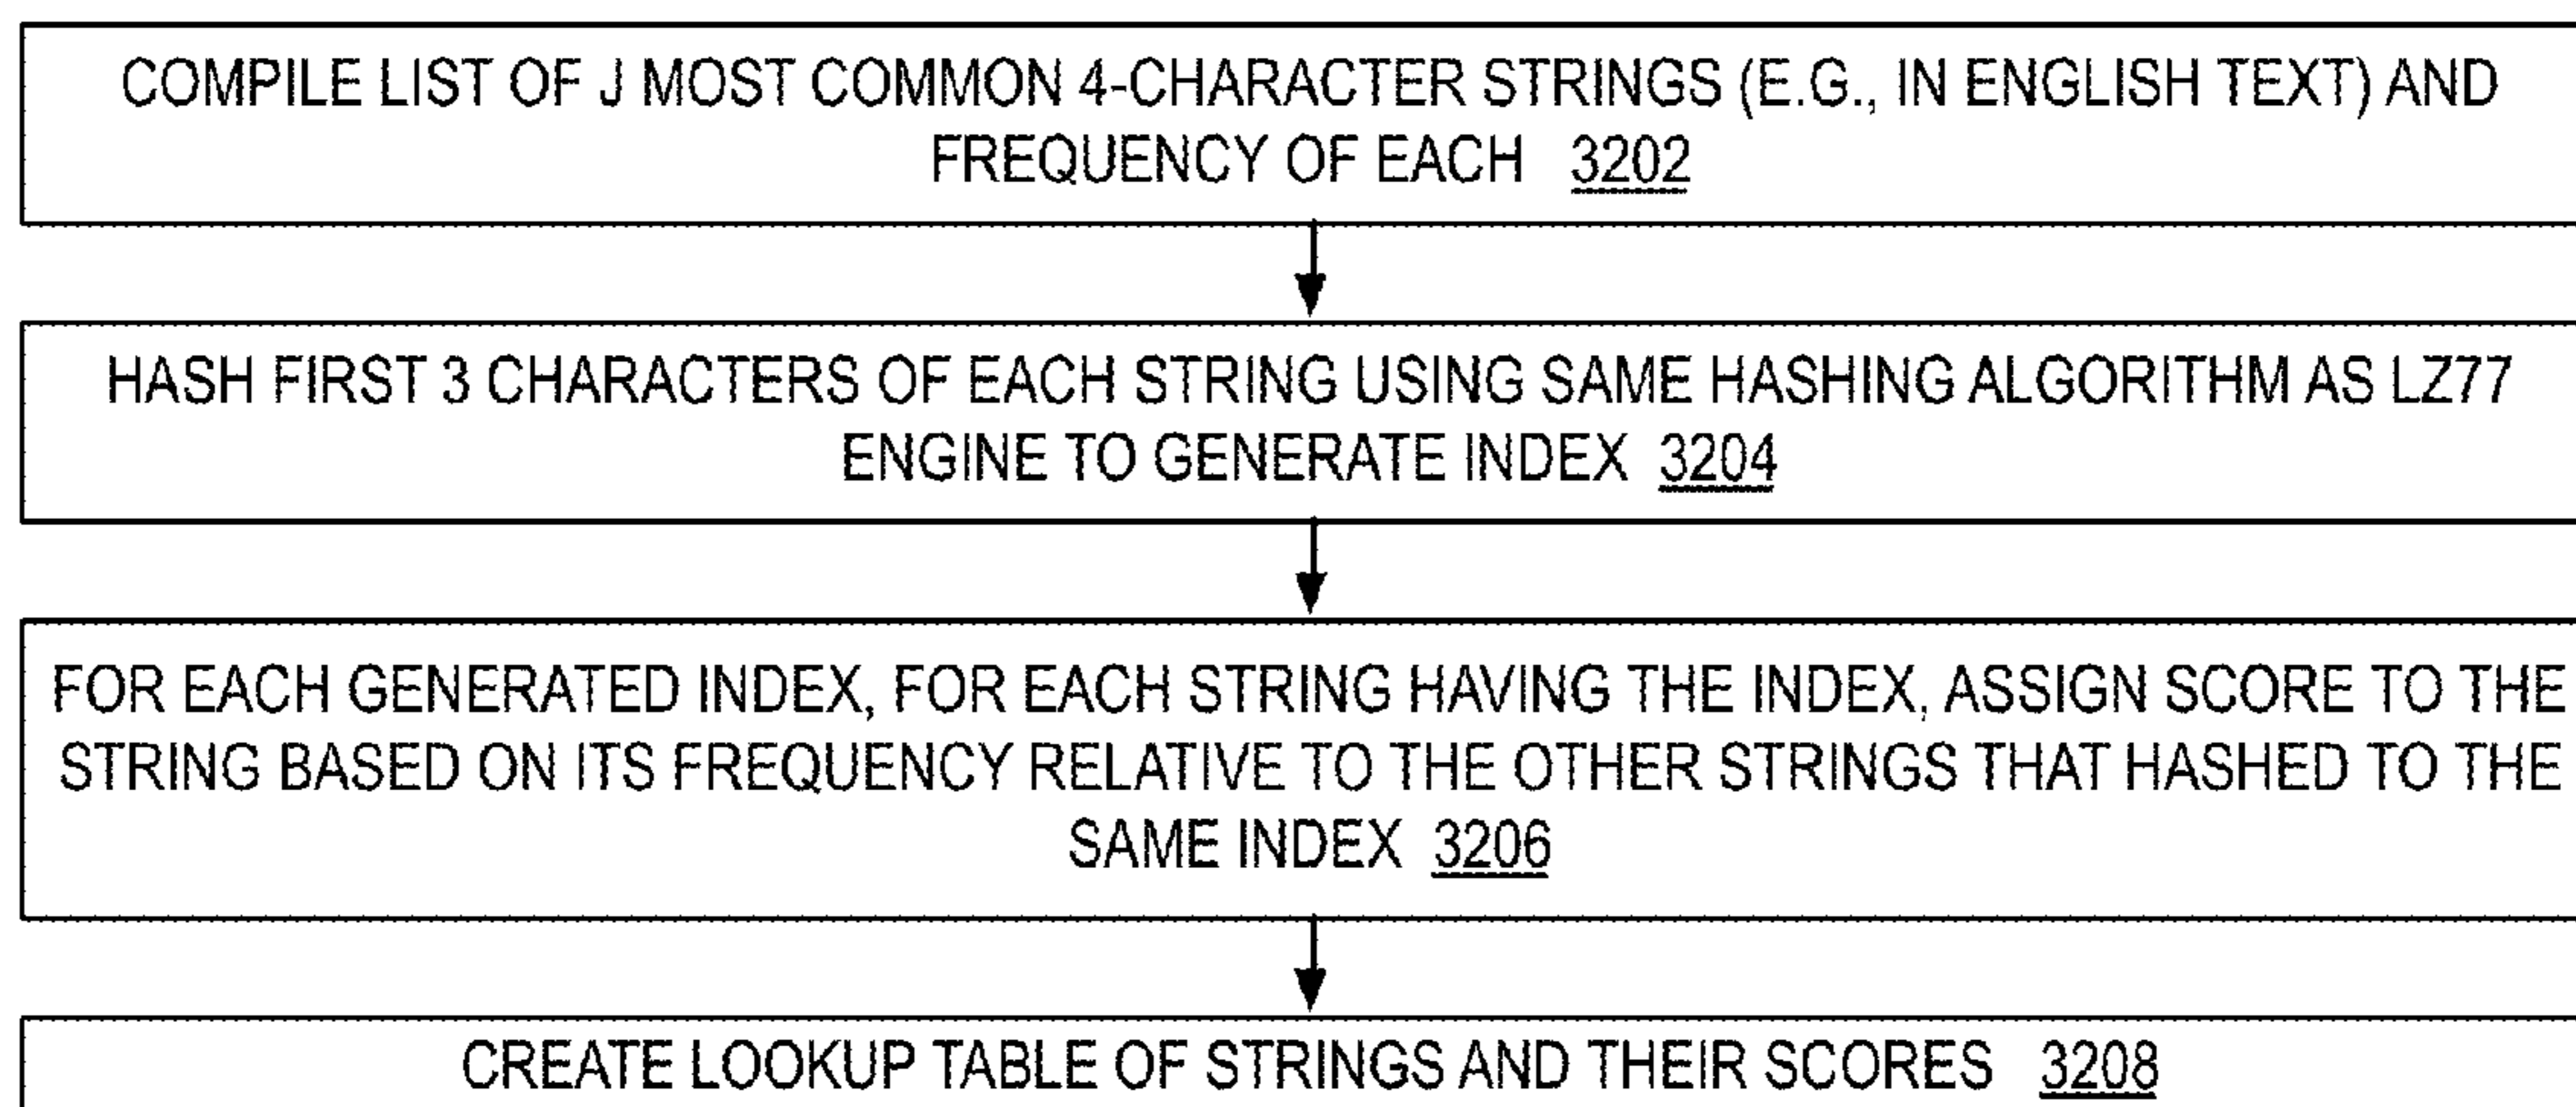 COMPILE LIST OF J MOST COMMON 4-CHARACTER STRINGS (E.G., IN ENGLISH TEXT) AND
FREQUENCY OF EACH 3202
HASH FIRST 3 CHARACTERS OF EACH STRING USING SAME HASHING ALGORITHM AS LZ77
ENGINE TO GENERATE INDEX 3204
FOR EACH GENERATED INDEX, FOR EACH STRING HAVING THE INDEX, ASSIGN SCORE TO THE
STRING BASED ON ITS FREQUENCY RELATIVE TO THE OTHER STRINGS THAT HASHED TO THE
SAME INDEX 3206
CREATE LOOKUP TABLE OF STRINGS AND THEIR SCORES 3208